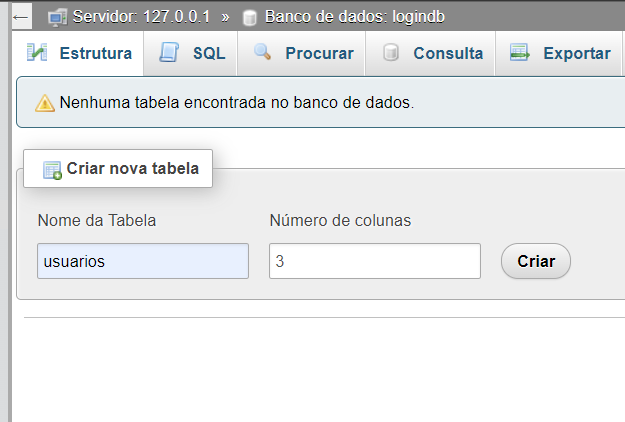 ← Servidor: 127.0.0.1 » Banco de dados: logindb
Estrutura SQL Procurar Consulta Exportar
Nenhuma tabela encontrada no banco de dados.
Criar nova tabela
Nome da Tabela Número de colunas
usuarios 3 Criar